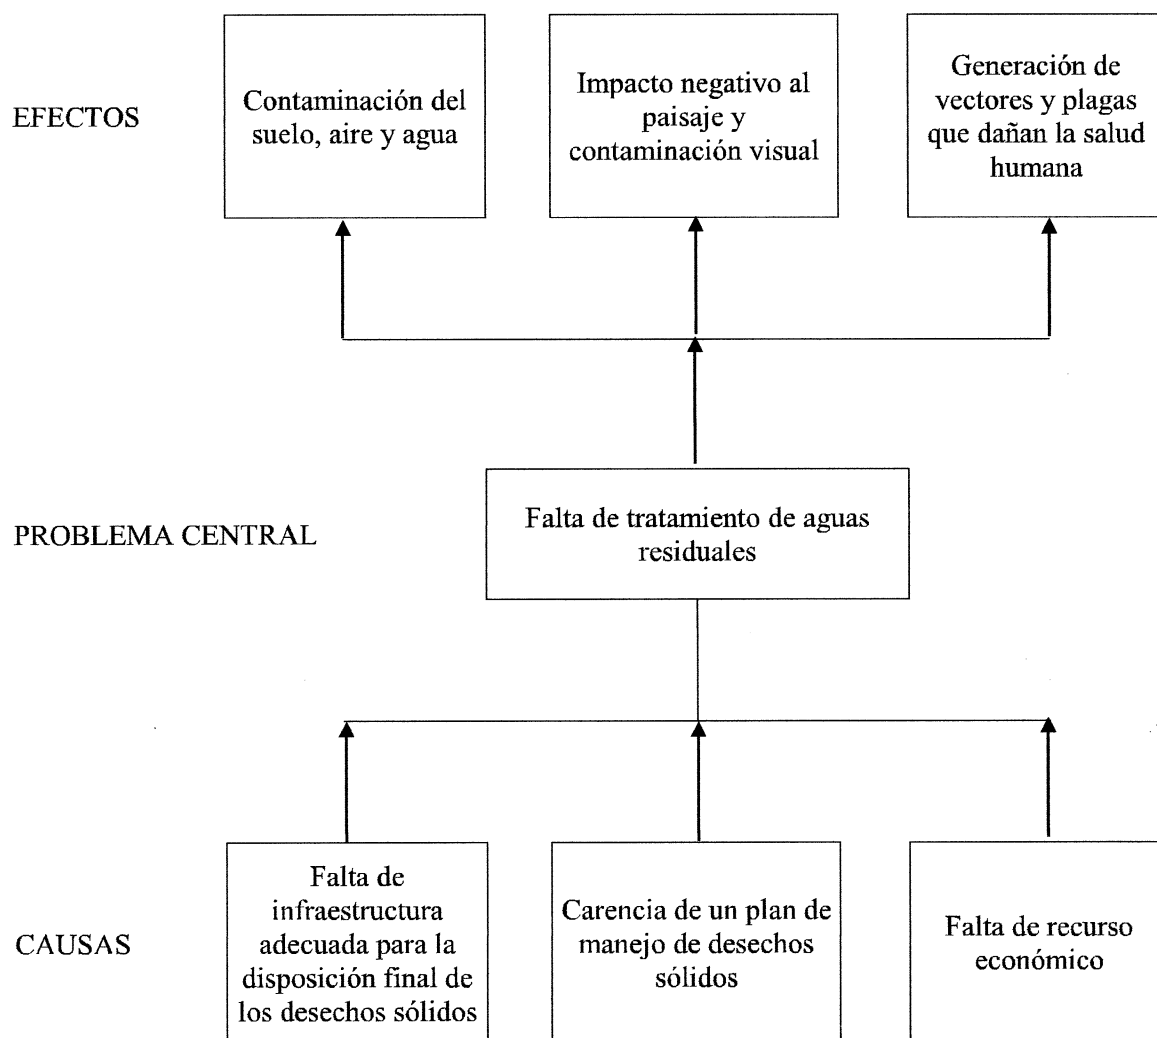 EFECTOS
Contaminación del
suelo, aire y agua
Impacto negativo al
paisaje y
contaminación visual
Generación de
vectores y plagas
que dañan la salud
humana
PROBLEMA CENTRAL
Falta de tratamiento de aguas
residuales
CAUSAS
Falta de
infraestructura
adecuada para la
disposición final de
los desechos sólidos
Carencia de un plan de
manejo de desechos
sólidos
Falta de recurso
económico